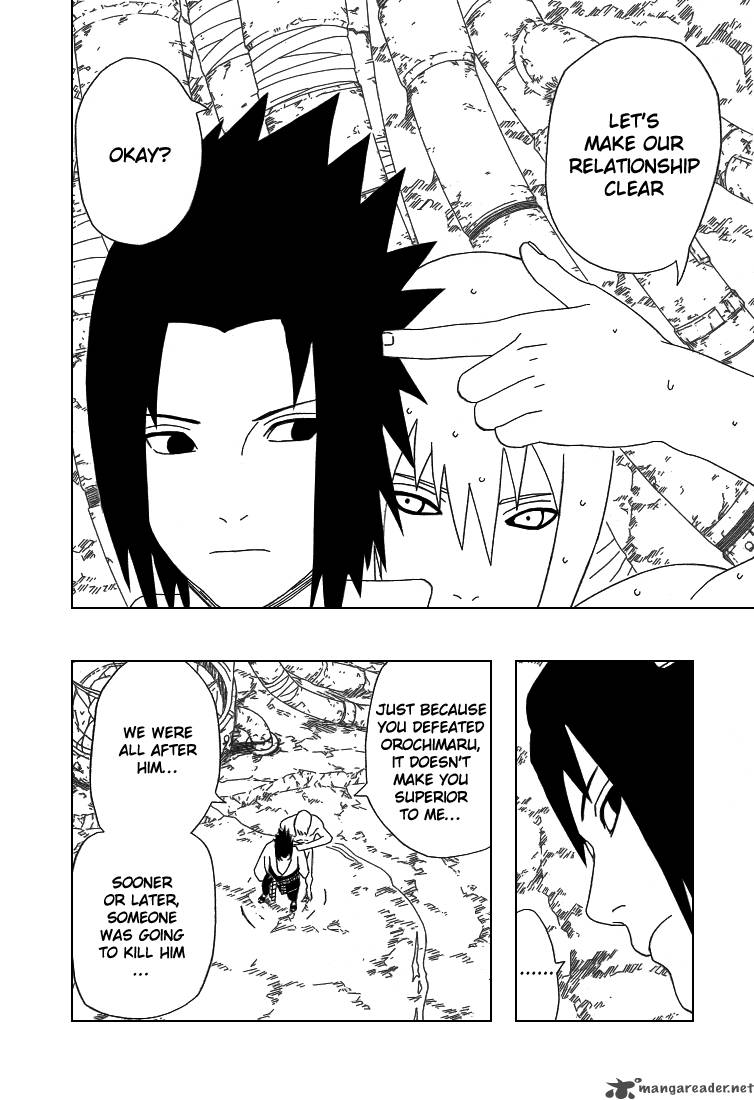 LET'S
MAKE OUR
RELATIONSHIP
CLEAR
OKAY?
.......
JUST BECAUSE
YOU DEFEATED
OROCHIMARU,
IT DOESN'T
MAKE YOU
SUPERIOR
TO ME...
WE WERE
ALL AFTER
HIM...
SOONER
OR LATER,
SOMEONE
WAS GOING
TO KILL HIM
...
mangareader.net